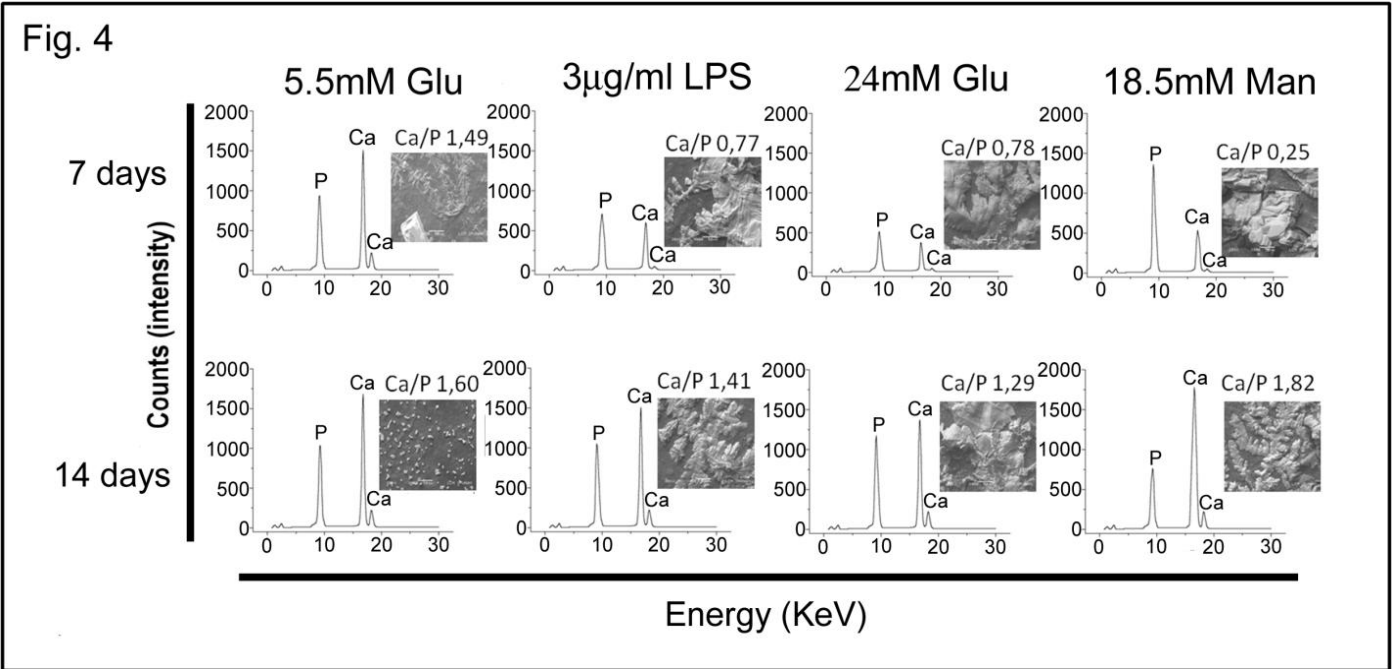 Fig. 4
5.5mM Glu 3μg/ml LPS 24mM Glu 18.5mM Man
7 days
14 days
Counts (intensity)
2000
1500
1000
500
0
P
Ca
Ca
Ca/P 1,49
0 10 20 30
2000
1500
1000
500
0
P
Ca
Ca
Ca/P 0,77
0 10 20 30
2000
1500
1000
500
0
P
Ca
Ca
Ca/P 0,78
0 10 20 30
2000
1500
1000
500
0
P
Ca
Ca
Ca/P 0,25
0 10 20 30
2000
1500
1000
500
0
P
Ca
Ca
Ca/P 1,60
0 10 20 30
2000
1500
1000
500
0
P
Ca
Ca
Ca/P 1,41
0 10 20 30
2000
1500
1000
500
0
P
Ca
Ca
Ca/P 1,29
0 10 20 30
2000
1500
1000
500
0
P
Ca
Ca
Ca/P 1,82
0 10 20 30
Energy (KeV)